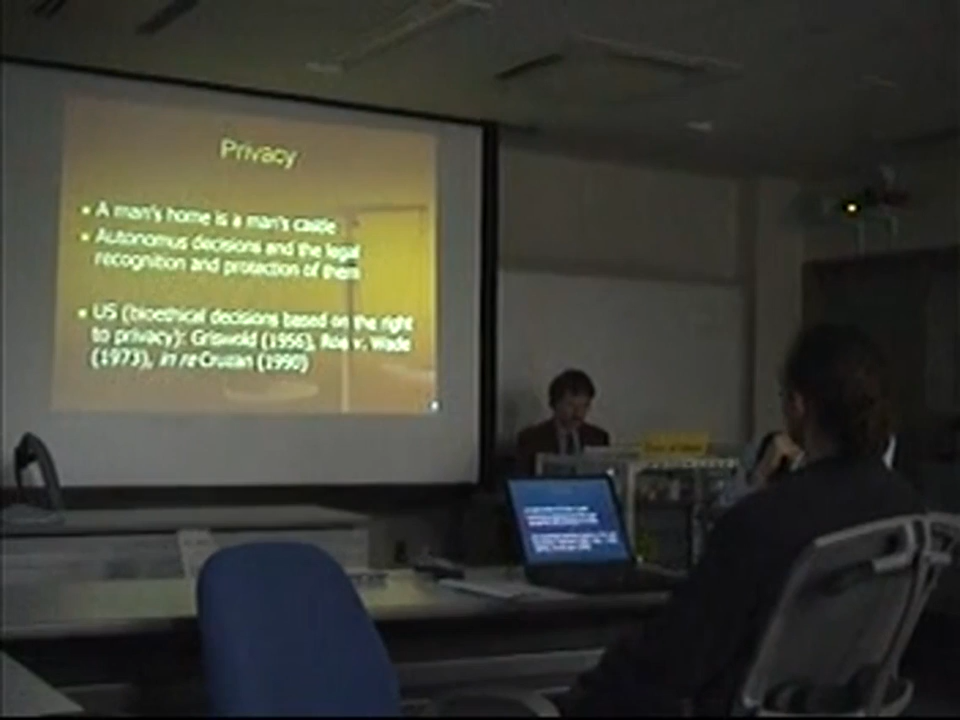 Privacy
• A man's home is a man's castle
• Autonomus decisions and the legal
recognition and protection of them
• US (bioethical decisions based on the right
to privacy): Griswold (1956), Roe v. Wade
(1973), in re Cruzan (1990)